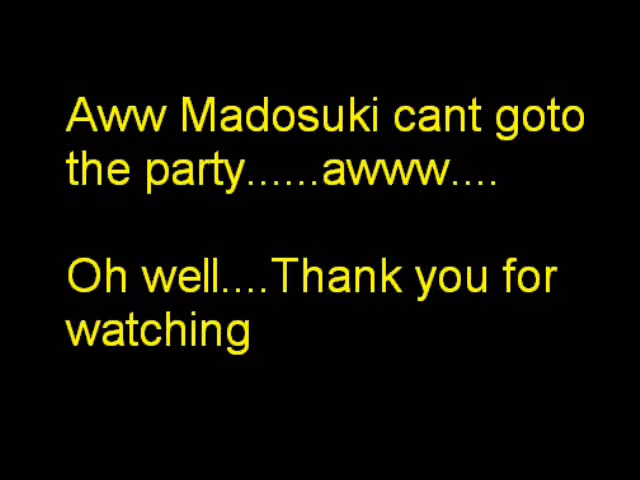 Aww Madosuki cant goto
the party......awww....
Oh well....Thank you for
watching